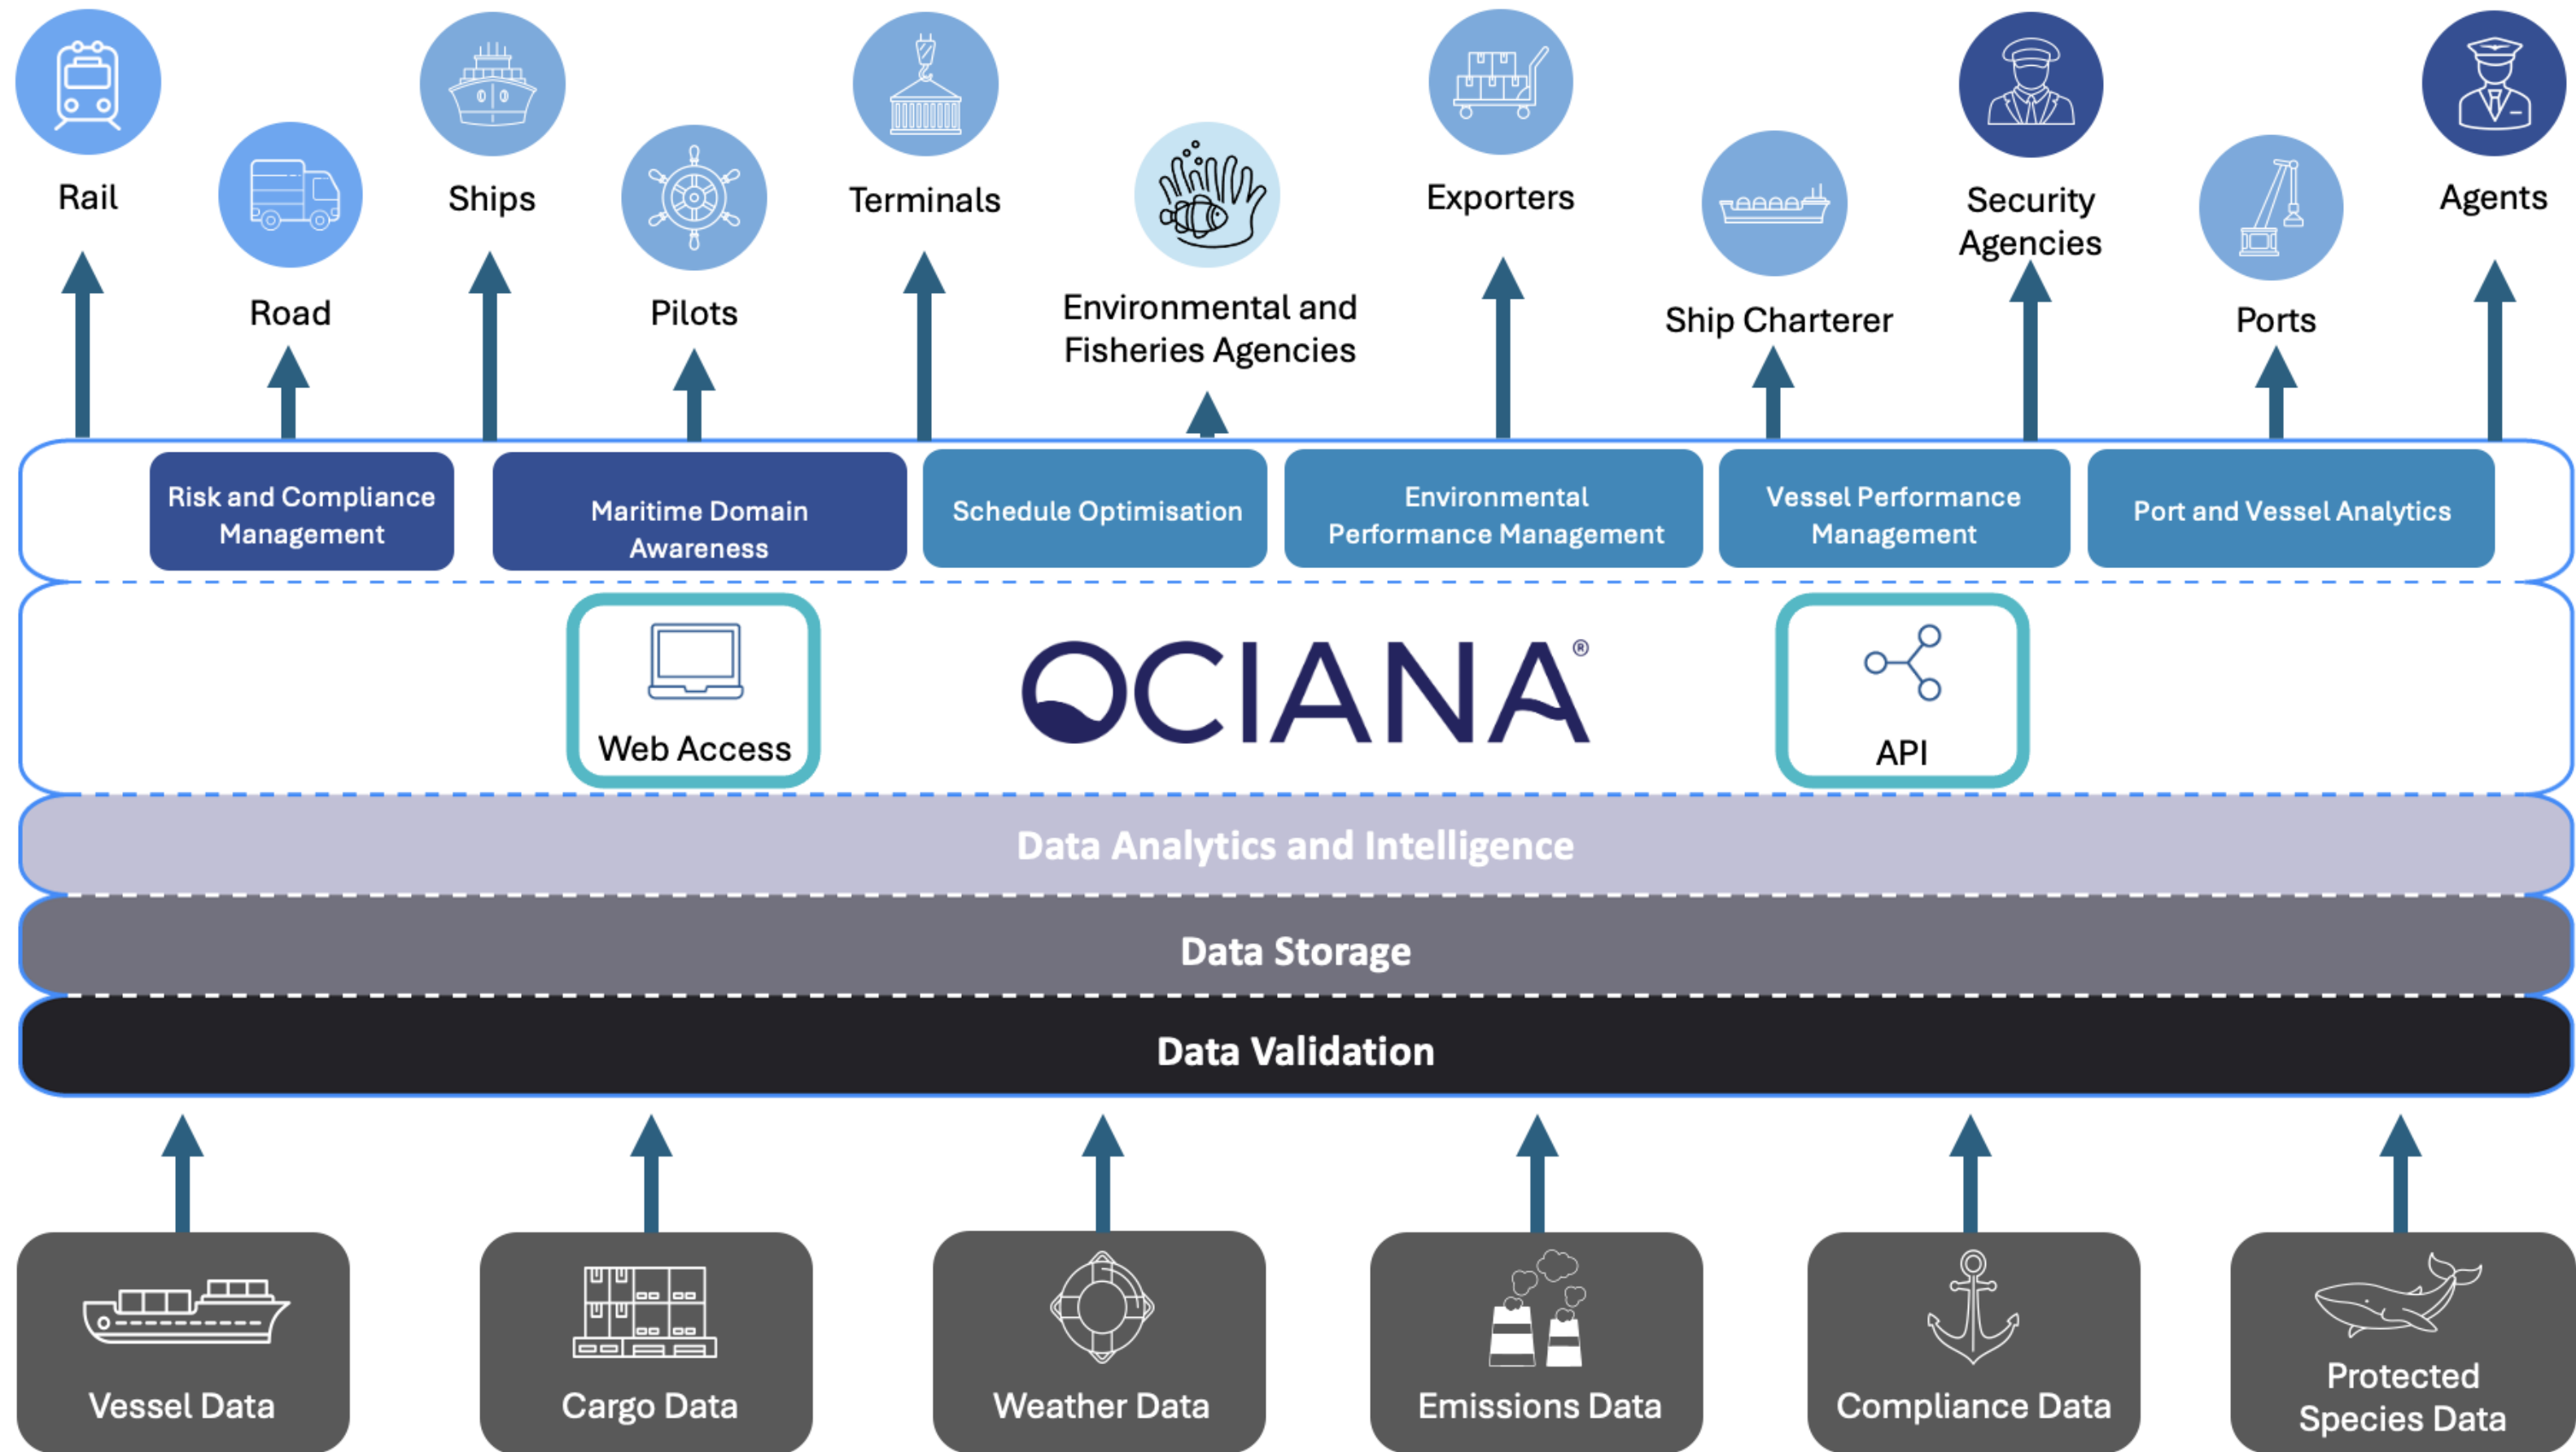 Rail
Ships
Terminals
Exporters
Security
Agencies
Agents
Road
Pilots
Environmental and
Fisheries Agencies
Ship Charterer
Ports
Risk and Compliance
Management
Maritime Domain
Awareness
Schedule Optimisation
Environmental
Performance Management
Vessel Performance
Management
Port and Vessel Analytics
Web Access
OCIANA®
API
Data Analytics and Intelligence
Data Storage
Data Validation
Vessel Data
Cargo Data
Weather Data
Emissions Data
Compliance Data
Protected
Species Data